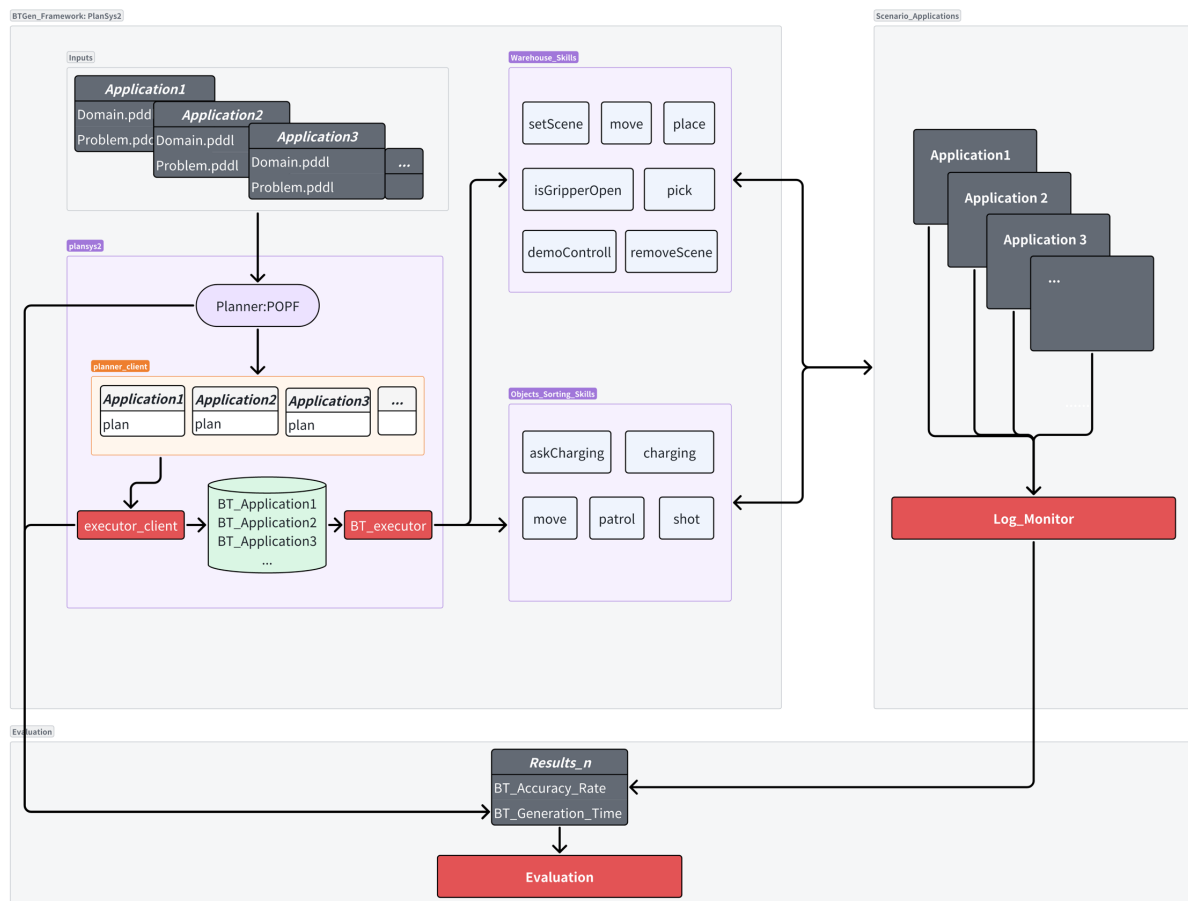 BTGen_Framework: PlanSys2
Scenario_Applications
Inputs
Application1
Domain.pdd
Problem.pdd
Application2
Domain.pddl
Problem.pddl
Application3
Domain.pddl
Problem.pddl
...
Warehouse_Skills
setScene
move
place
isGripperOpen
pick
demoControll
removeScene
Application1
Application 2
Application 3
...
plansys2
Planner:POPF
planner_client
Application1
plan
Application2
plan
Application3
plan
...
executor_client
BT_Application1
BT_Application2
BT_Application3
...
BT_executor
Objects_Sorting_Skills
askCharging
charging
move
patrol
shot
Log_Monitor
Evaluation
Results_n
BT_Accuracy_Rate
BT_Generation_Time
Evaluation